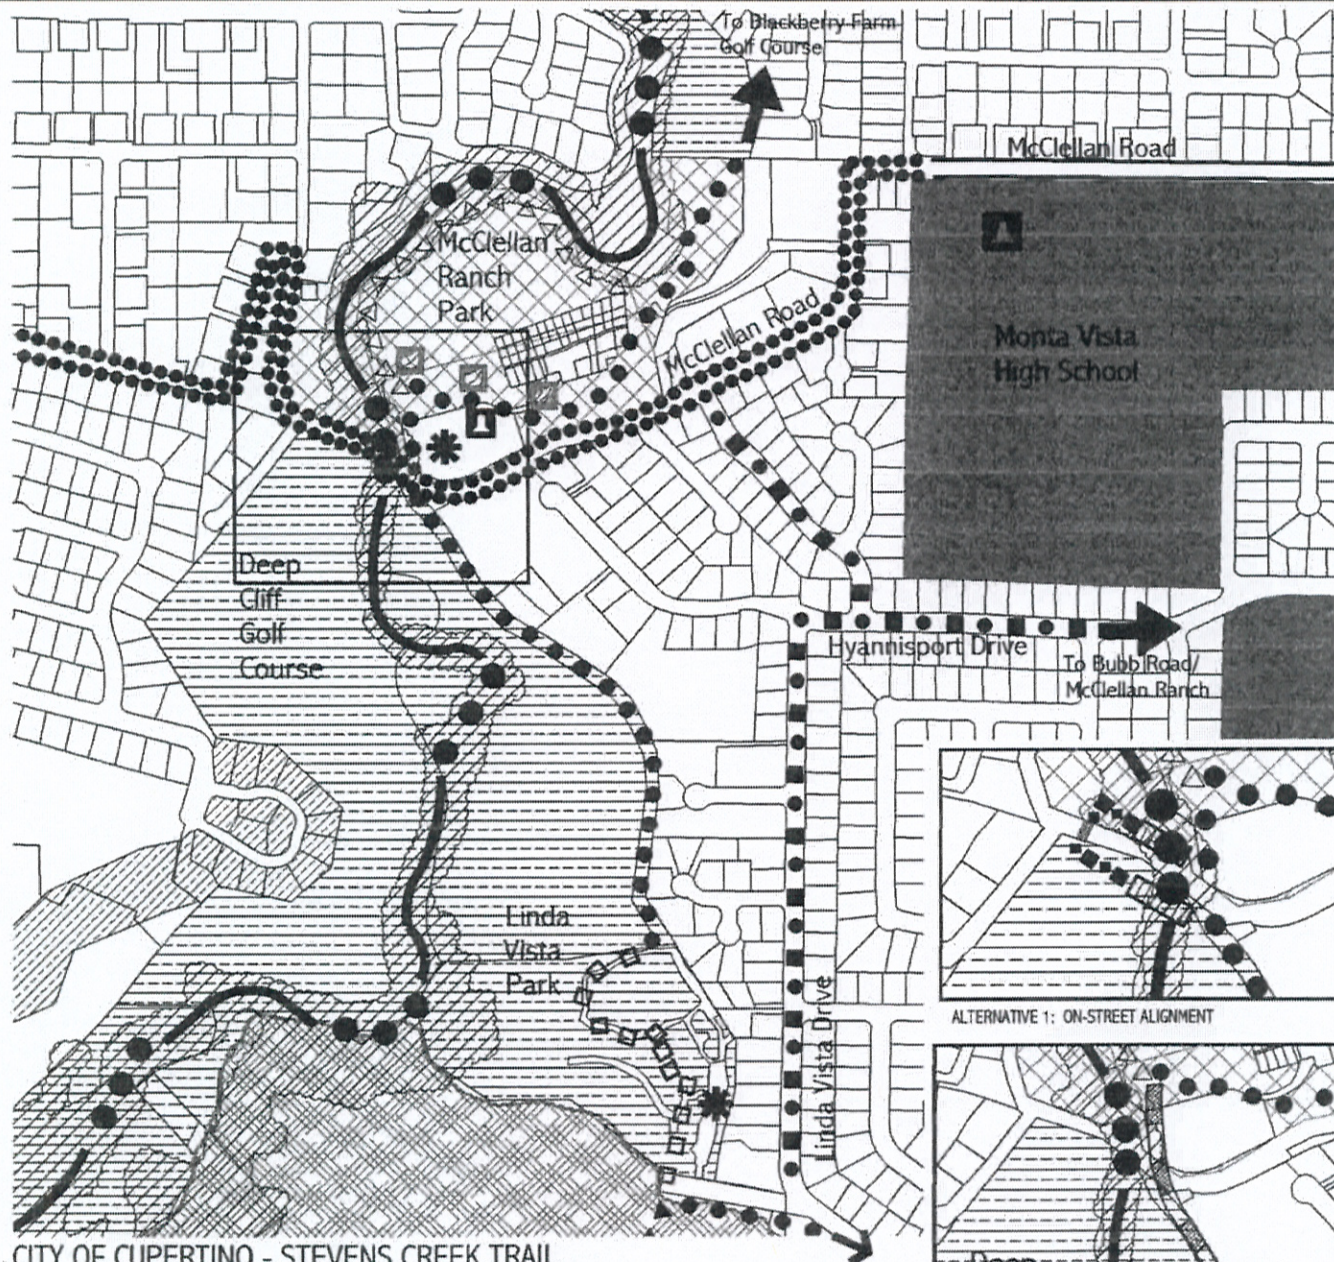 To Blackberry Farm
Golf Course
McClellan Road
McClellan
Ranch
Park
McClellan Road
Monta Vista
High School
Deep
Cliff
Golf
Course
Hyannisport Drive
To Bubb Road/
McClellan Ranch
Linda
Vista
Park
Linda Vista Drive
ALTERNATIVE 1: ON-STREET ALIGNMENT
Deep
CITY OF CUPERTINO - STEVENS CREEK TRAIL